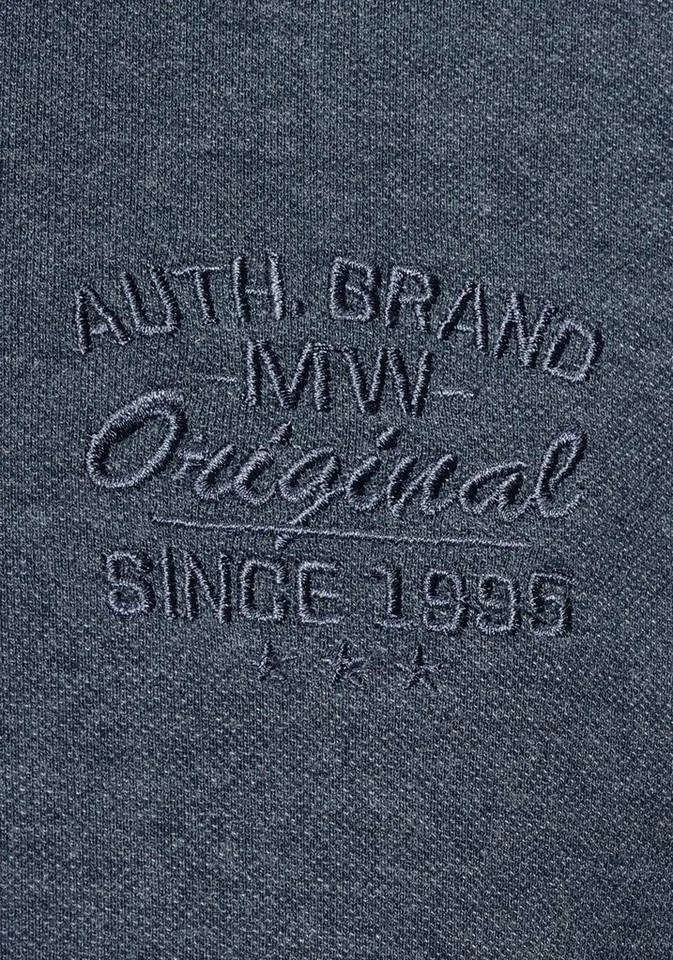 AUTH. BRAND
-MW-
Original
SINCE 1995